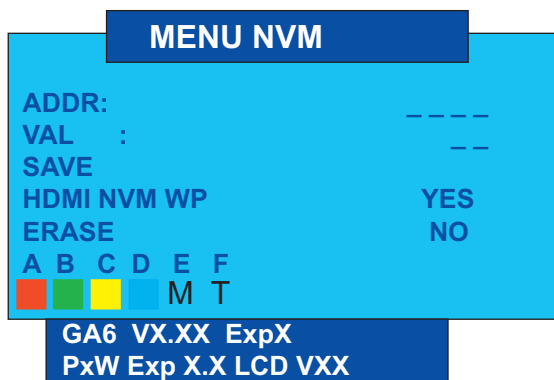 MENU NVM
ADDR: _ _ _ _
VAL : _ _
SAVE
HDMI NVM WP YES
ERASE NO
A B C D E F
M T
GA6 VX.XX ExpX
PxW Exp X.X LCD VXX